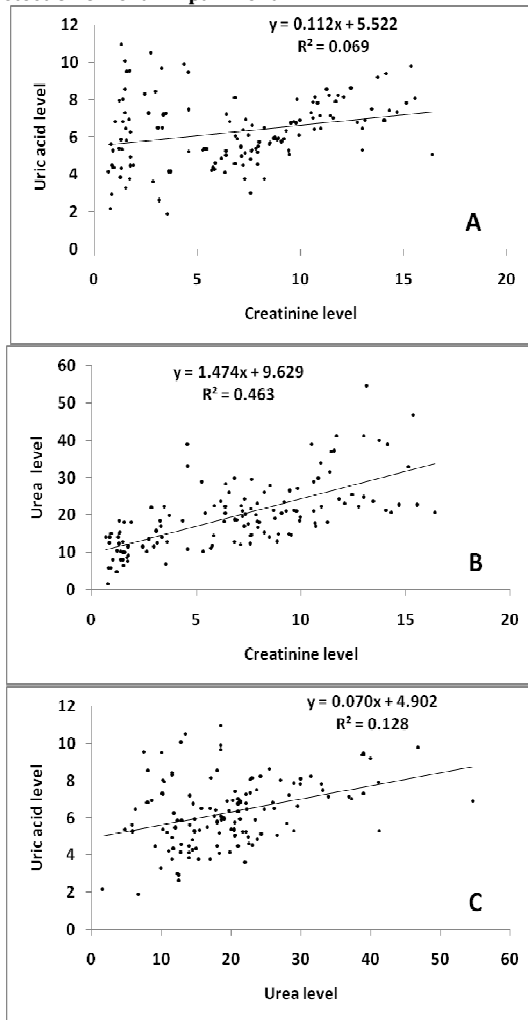 y = 0.112x + 5.522
R² = 0.069
12
10
8
6
4
2
0
Uric acid level
A
0 5 10 15 20
Creatinine level
y = 1.474x + 9.629
R² = 0.463
60
50
40
30
20
10
0
Urea level
B
0 5 10 15 20
Creatinine level
y = 0.070x + 4.902
R² = 0.128
12
10
8
6
4
2
0
Uric acid level
C
0 10 20 30 40 50 60
Urea level